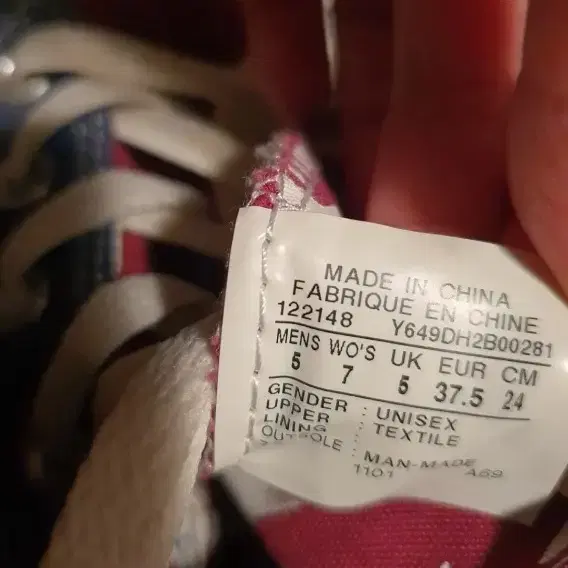 MADE IN CHINA
FABRIQUE EN CHINE
122148 Y649DH2B00281
MENS WO'S UK EUR CM
5 7 5 37.5 24
GENDER : UNISEX
UPPER : TEXTILE
LINING
OUTSOLE : MAN-MADE
1101 A69